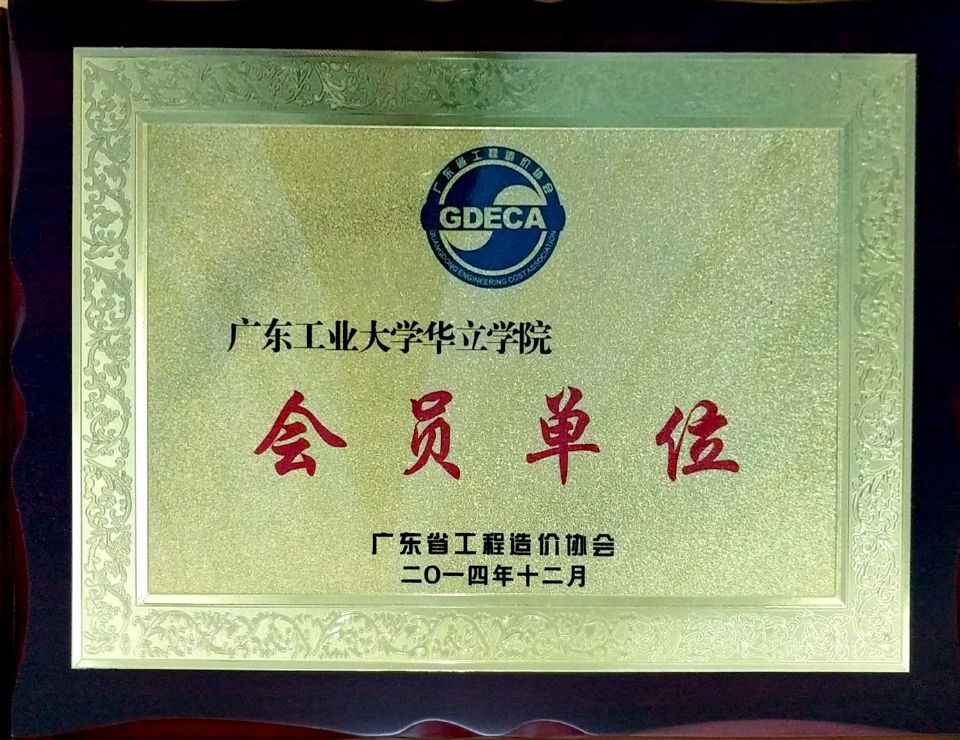 广东省工程造价协会
GDECA
GUANGDONG ENGINEERING COST ASSOCIATION
广东工业大学华立学院
会员单位
广东省工程造价协会
二〇一四年十二月